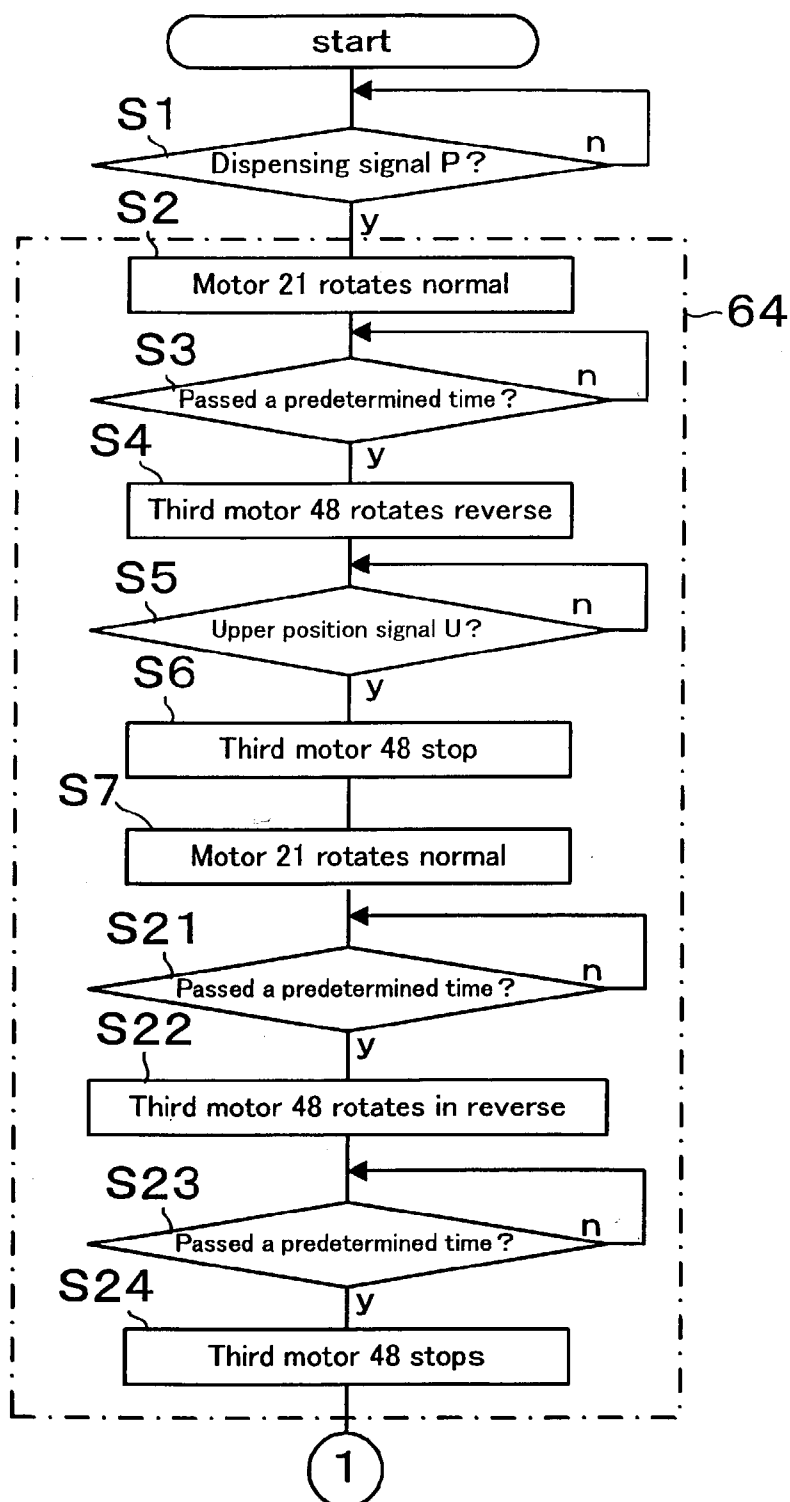 start
S1
Dispensing signal P?
n
y
S2
Motor 21 rotates normal
64
S3
Passed a predetermined time?
n
y
S4
Third motor 48 rotates reverse
S5
Upper position signal U?
n
y
S6
Third motor 48 stop
S7
Motor 21 rotates normal
S21
Passed a predetermined time?
n
y
S22
Third motor 48 rotates in reverse
S23
Passed a predetermined time?
n
y
S24
Third motor 48 stops
1